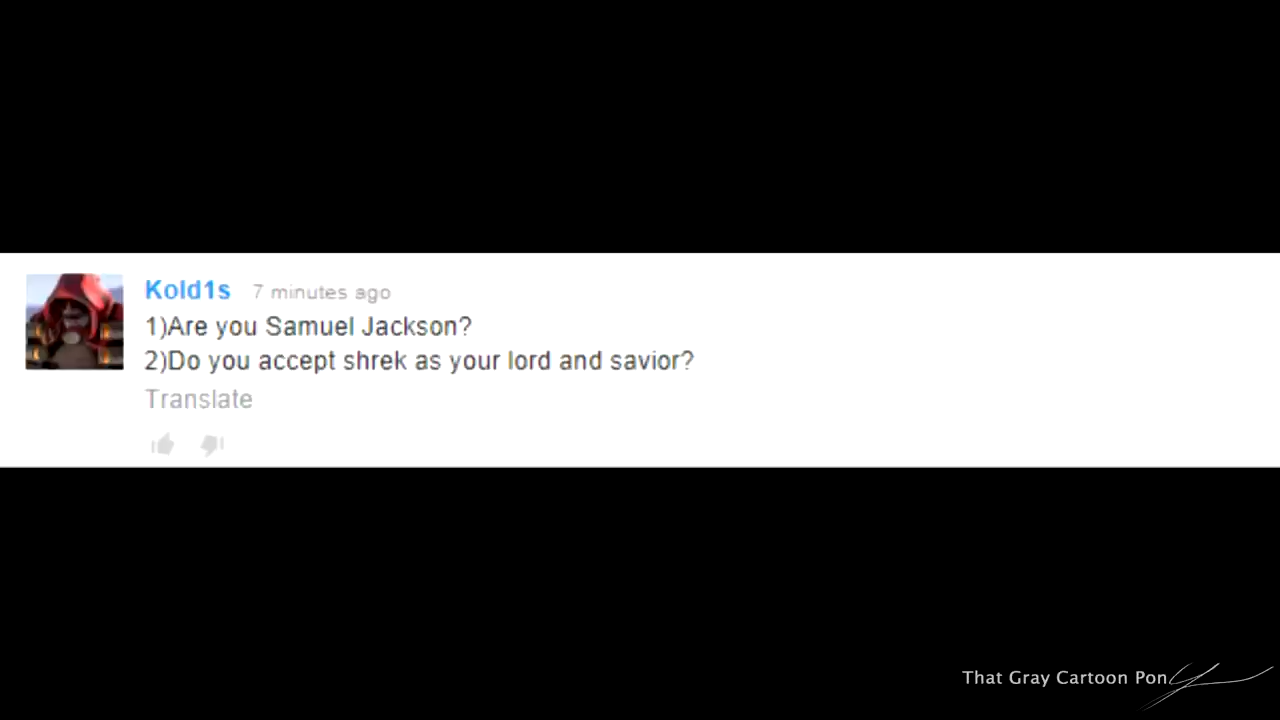 Kold1s 7 minutes ago
1)Are you Samuel Jackson?
2)Do you accept shrek as your lord and savior?
Translate
That Gray Cartoon Pony